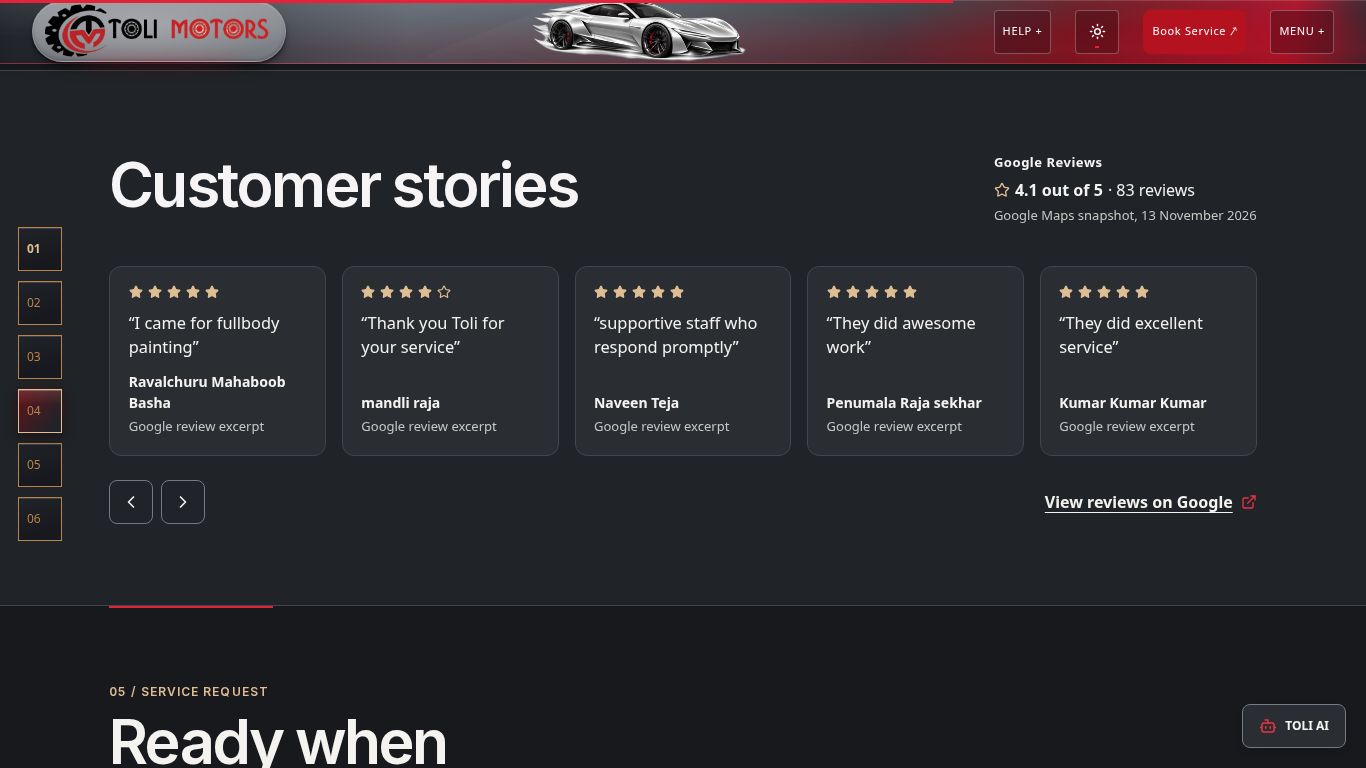 TOLI MOTORS
HELP +
Book Service ↗
MENU +
Customer stories
Google Reviews
4.1 out of 5 · 83 reviews
Google Maps snapshot, 13 November 2026
01
02
03
04
05
06
“I came for fullbody
painting”
Ravalchuru Mahaboob
Basha
Google review excerpt
“Thank you Toli for
your service”
mandli raja
Google review excerpt
“supportive staff who
respond promptly”
Naveen Teja
Google review excerpt
“They did awesome
work”
Penumala Raja sekhar
Google review excerpt
“They did excellent
service”
Kumar Kumar Kumar
Google review excerpt
View reviews on Google
05 / SERVICE REQUEST
Ready when
TOLI AI